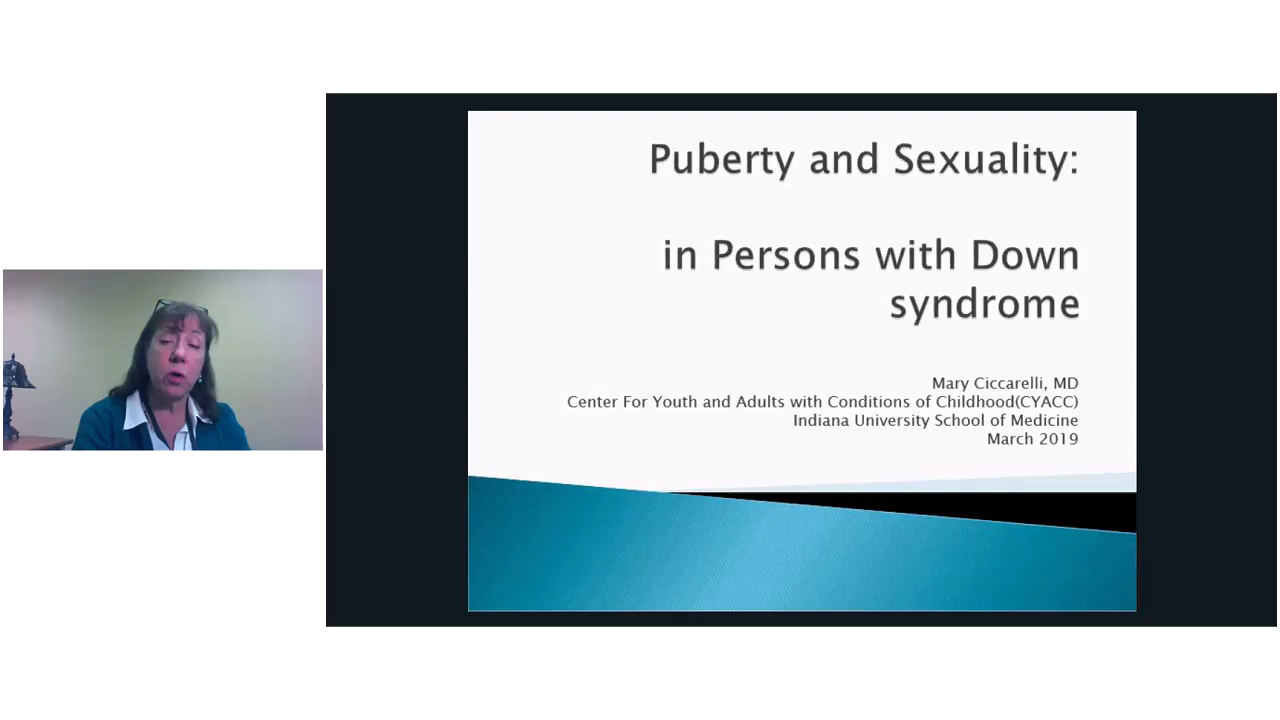 Puberty and Sexuality:
in Persons with Down
syndrome
Mary Ciccarelli, MD
Center For Youth and Adults with Conditions of Childhood(CYACC)
Indiana University School of Medicine
March 2019